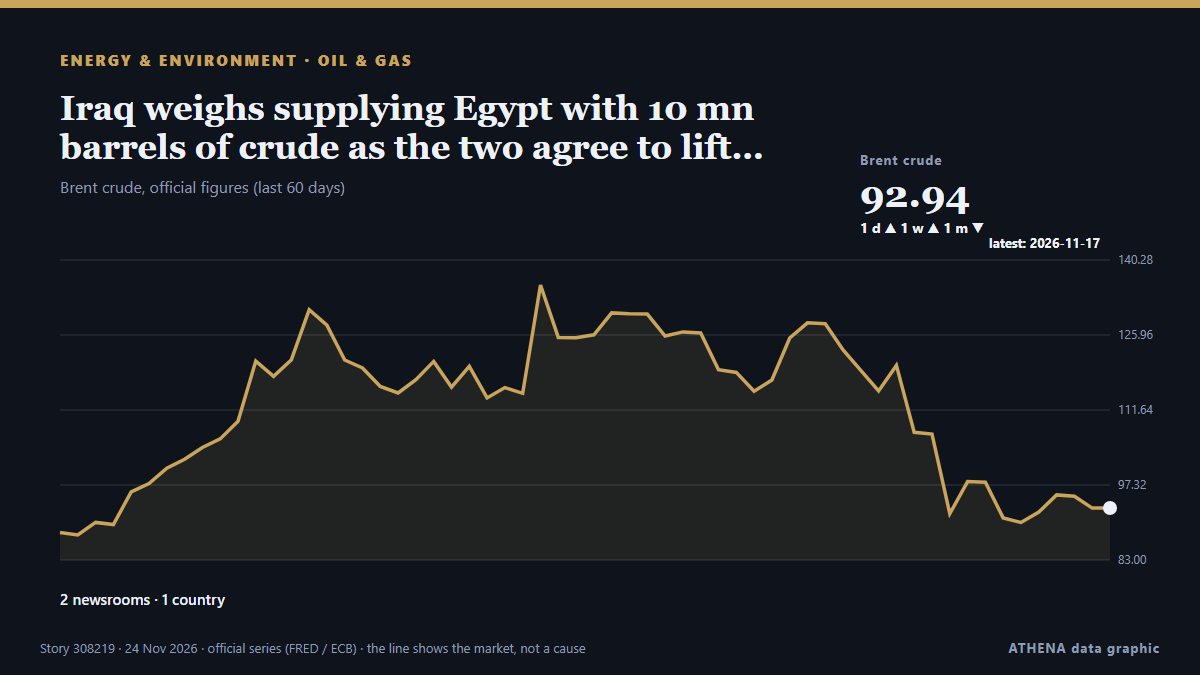 ENERGY & ENVIRONMENT · OIL & GAS
Iraq weighs supplying Egypt with 10 mn
barrels of crude as the two agree to lift...
Brent crude, official figures (last 60 days)
Brent crude
92.94
1 d ▲ 1 w ▲ 1 m ▼
latest: 2026-11-17
140.28
125.96
111.64
97.32
83.00
2 newsrooms · 1 country
Story 308219 · 24 Nov 2026 · official series (FRED / ECB) · the line shows the market, not a cause
ATHENA data graphic